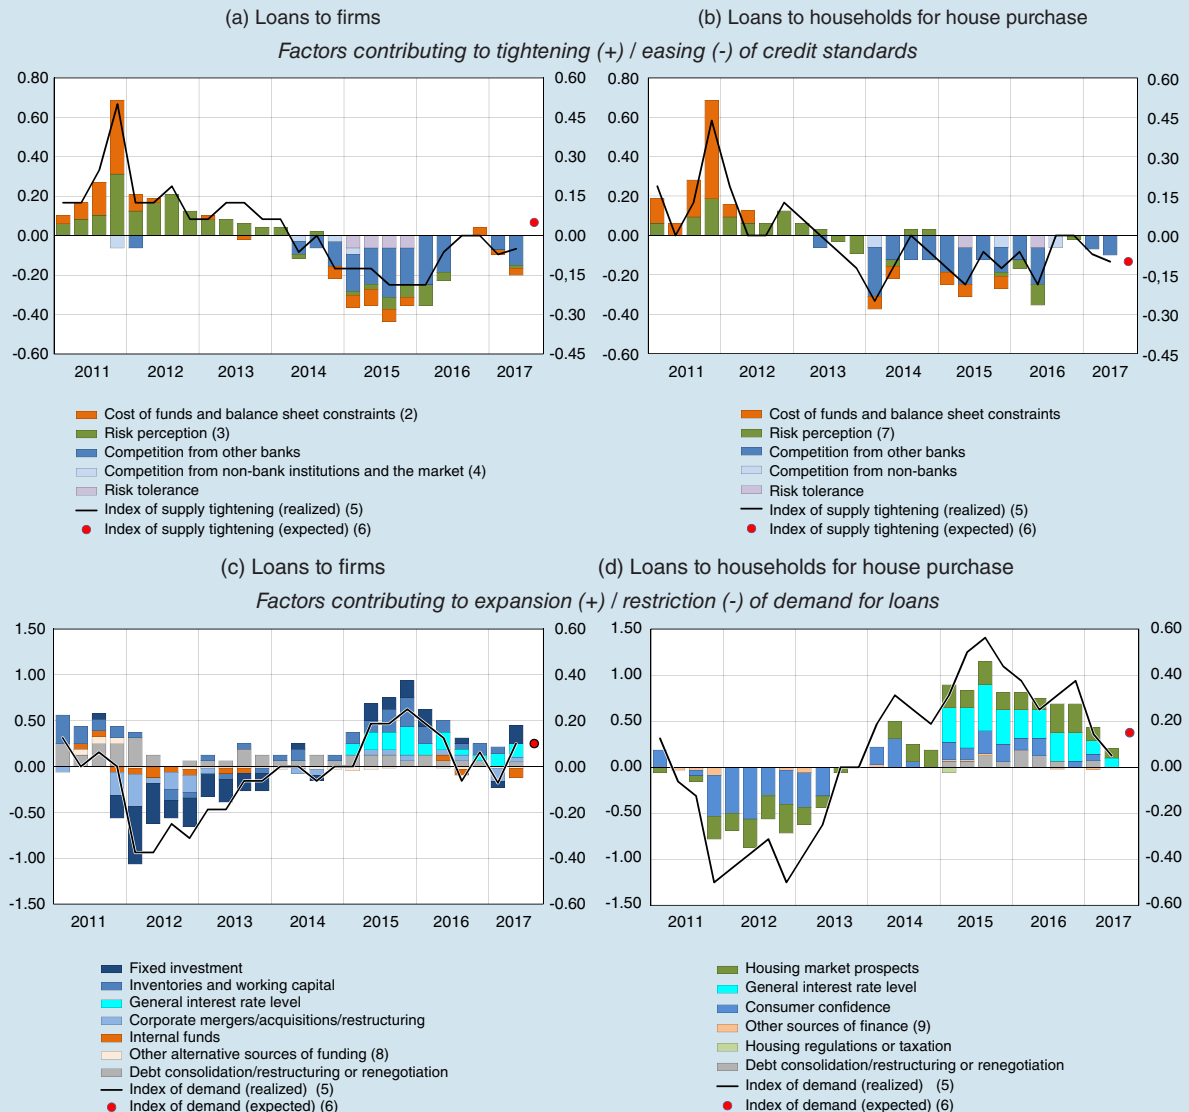 (a) Loans to firms
(b) Loans to households for house purchase
Factors contributing to tightening (+) / easing (-) of credit standards
0.80 0.60 0.80 0.60
0.60 0.45 0.60 0.45
0.40 0.30 0.40 0.30
0.20 0.15 0.20 0.15
0.00 0.00 0.00 0.00
-0.20 -0,15 -0.20 -0,15
-0.40 -0.30 -0.40 -0.30
-0.60 -0.45 -0.60 -0.45
2011 2012 2013 2014 2015 2016 2017
2011 2012 2013 2014 2015 2016 2017
Cost of funds and balance sheet constraints (2)
Risk perception (3)
Competition from other banks
Competition from non-bank institutions and the market (4)
Risk tolerance
Index of supply tightening (realized) (5)
Index of supply tightening (expected) (6)
Cost of funds and balance sheet constraints
Risk perception (7)
Competition from other banks
Competition from non-banks
Risk tolerance
Index of supply tightening (realized) (5)
Index of supply tightening (expected) (6)
(c) Loans to firms
(d) Loans to households for house purchase
Factors contributing to expansion (+) / restriction (-) of demand for loans
1.50 0.60 1.50 0.60
1.00 0.40 1.00 0.40
0.50 0.20 0.50 0.20
0.00 0.00 0.00 0.00
-0.50 -0.20 -0.50 -0.20
-1.00 -0.40 -1.00 -0.40
-1.50 -0.60 -1.50 -0.60
2011 2012 2013 2014 2015 2016 2017
2011 2012 2013 2014 2015 2016 2017
Fixed investment
Inventories and working capital
General interest rate level
Corporate mergers/acquisitions/restructuring
Internal funds
Other alternative sources of funding (8)
Debt consolidation/restructuring or renegotiation
Index of demand (realized) (5)
Index of demand (expected) (6)
Housing market prospects
General interest rate level
Consumer confidence
Other sources of finance (9)
Housing regulations or taxation
Debt consolidation/restructuring or renegotiation
Index of demand (realized) (5)
Index of demand (expected) (6)